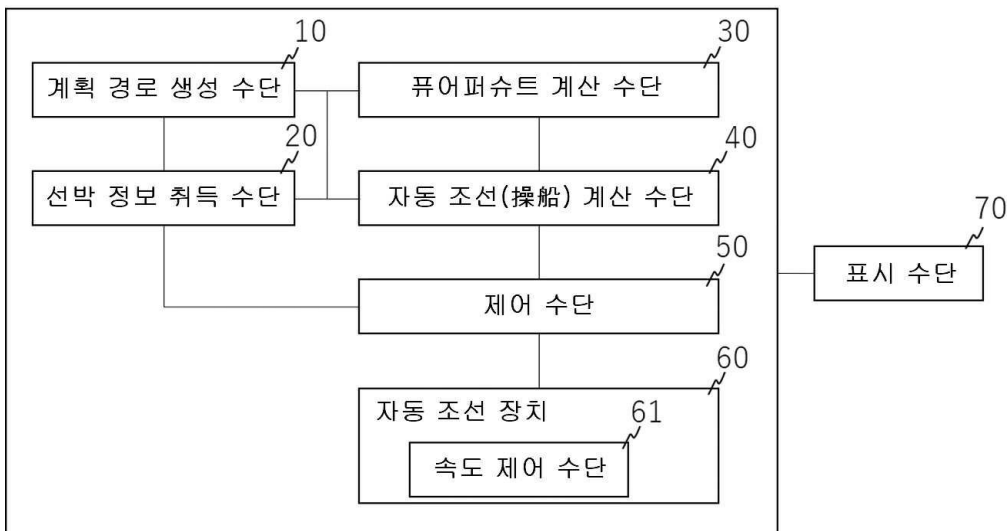 10
계획 경로 생성 수단
30
퓨어퍼슈트 계산 수단
20
선박 정보 취득 수단
40
자동 조선(操船) 계산 수단
50
제어 수단
70
표시 수단
60
자동 조선 장치
61
속도 제어 수단